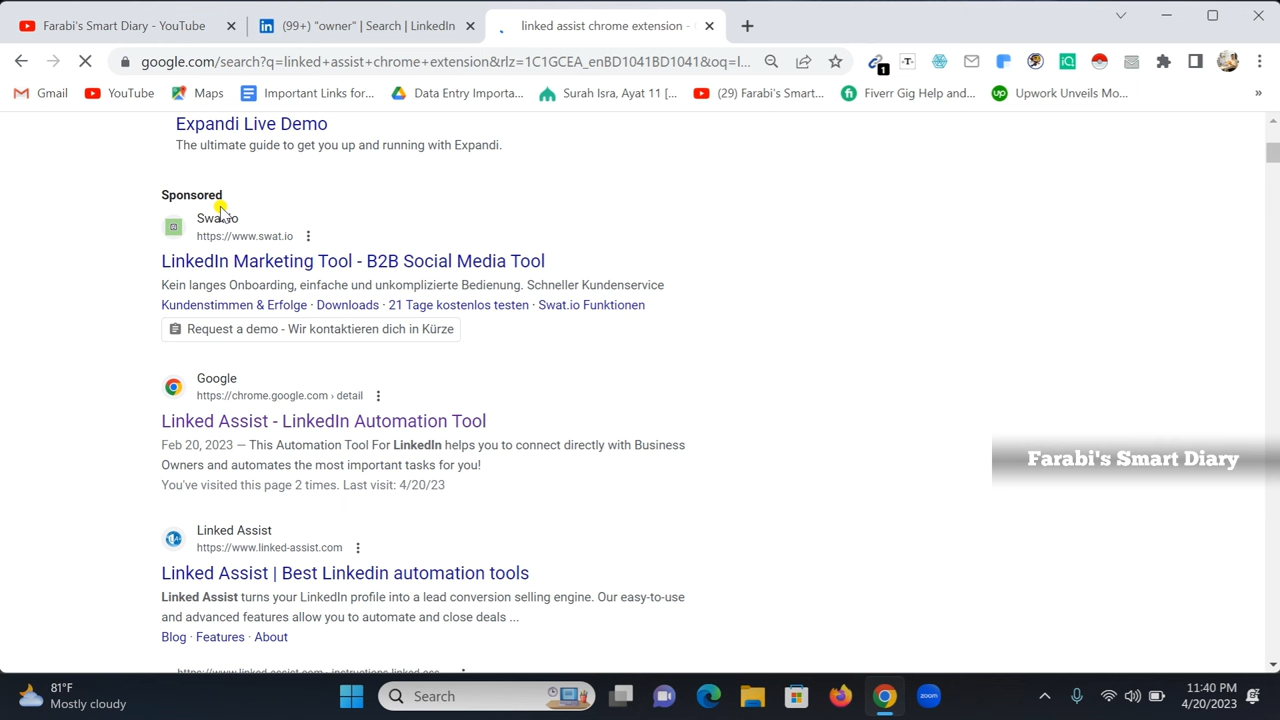 Farabi's Smart Diary - YouTube
(99+) "owner" | Search | LinkedIn
linked assist chrome extension -
google.com/search?q=linked+assist+chrome+extension&rlz=1C1GCEA_enBD1041BD1041&oq=l...
1
Gmail
YouTube
Maps
Important Links for...
Data Entry Importa...
Surah Isra, Ayat 11 [...
(29) Farabi's Smart...
Fiverr Gig Help and...
Upwork Unveils Mo...
»
Expandi Live Demo
The ultimate guide to get you up and running with Expandi.
Sponsored
Swat.io
https://www.swat.io
LinkedIn Marketing Tool - B2B Social Media Tool
Kein langes Onboarding, einfache und unkomplizierte Bedienung. Schneller Kundenservice
Kundenstimmen & Erfolge · Downloads · 21 Tage kostenlos testen · Swat.io Funktionen
Request a demo - Wir kontaktieren dich in Kürze
Google
https://chrome.google.com › detail
Linked Assist - LinkedIn Automation Tool
Feb 20, 2023 — This Automation Tool For LinkedIn helps you to connect directly with Business
Owners and automates the most important tasks for you!
You've visited this page 2 times. Last visit: 4/20/23
Farabi's Smart Diary
Linked Assist
https://www.linked-assist.com
Linked Assist | Best Linkedin automation tools
Linked Assist turns your LinkedIn profile into a lead conversion selling engine. Our easy-to-use
and advanced features allow you to automate and close deals ...
Blog · Features · About
81°F
Mostly cloudy
Search
zoom
11:40 PM
4/20/2023